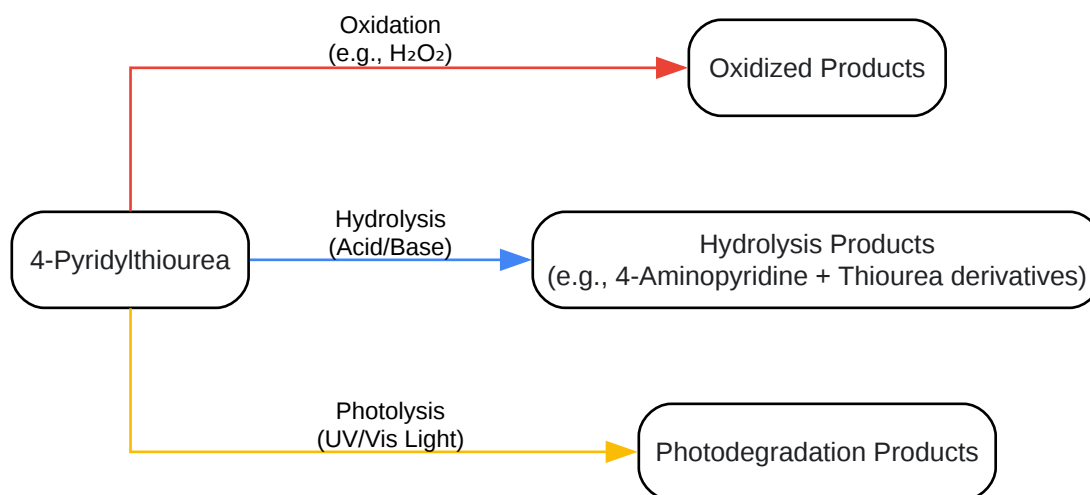 Oxidation
(e.g., H₂O₂)
Oxidized Products
4-Pyridylthiourea
Hydrolysis
(Acid/Base)
Hydrolysis Products
(e.g., 4-Aminopyridine + Thiourea derivatives)
Photolysis
(UV/Vis Light)
Photodegradation Products